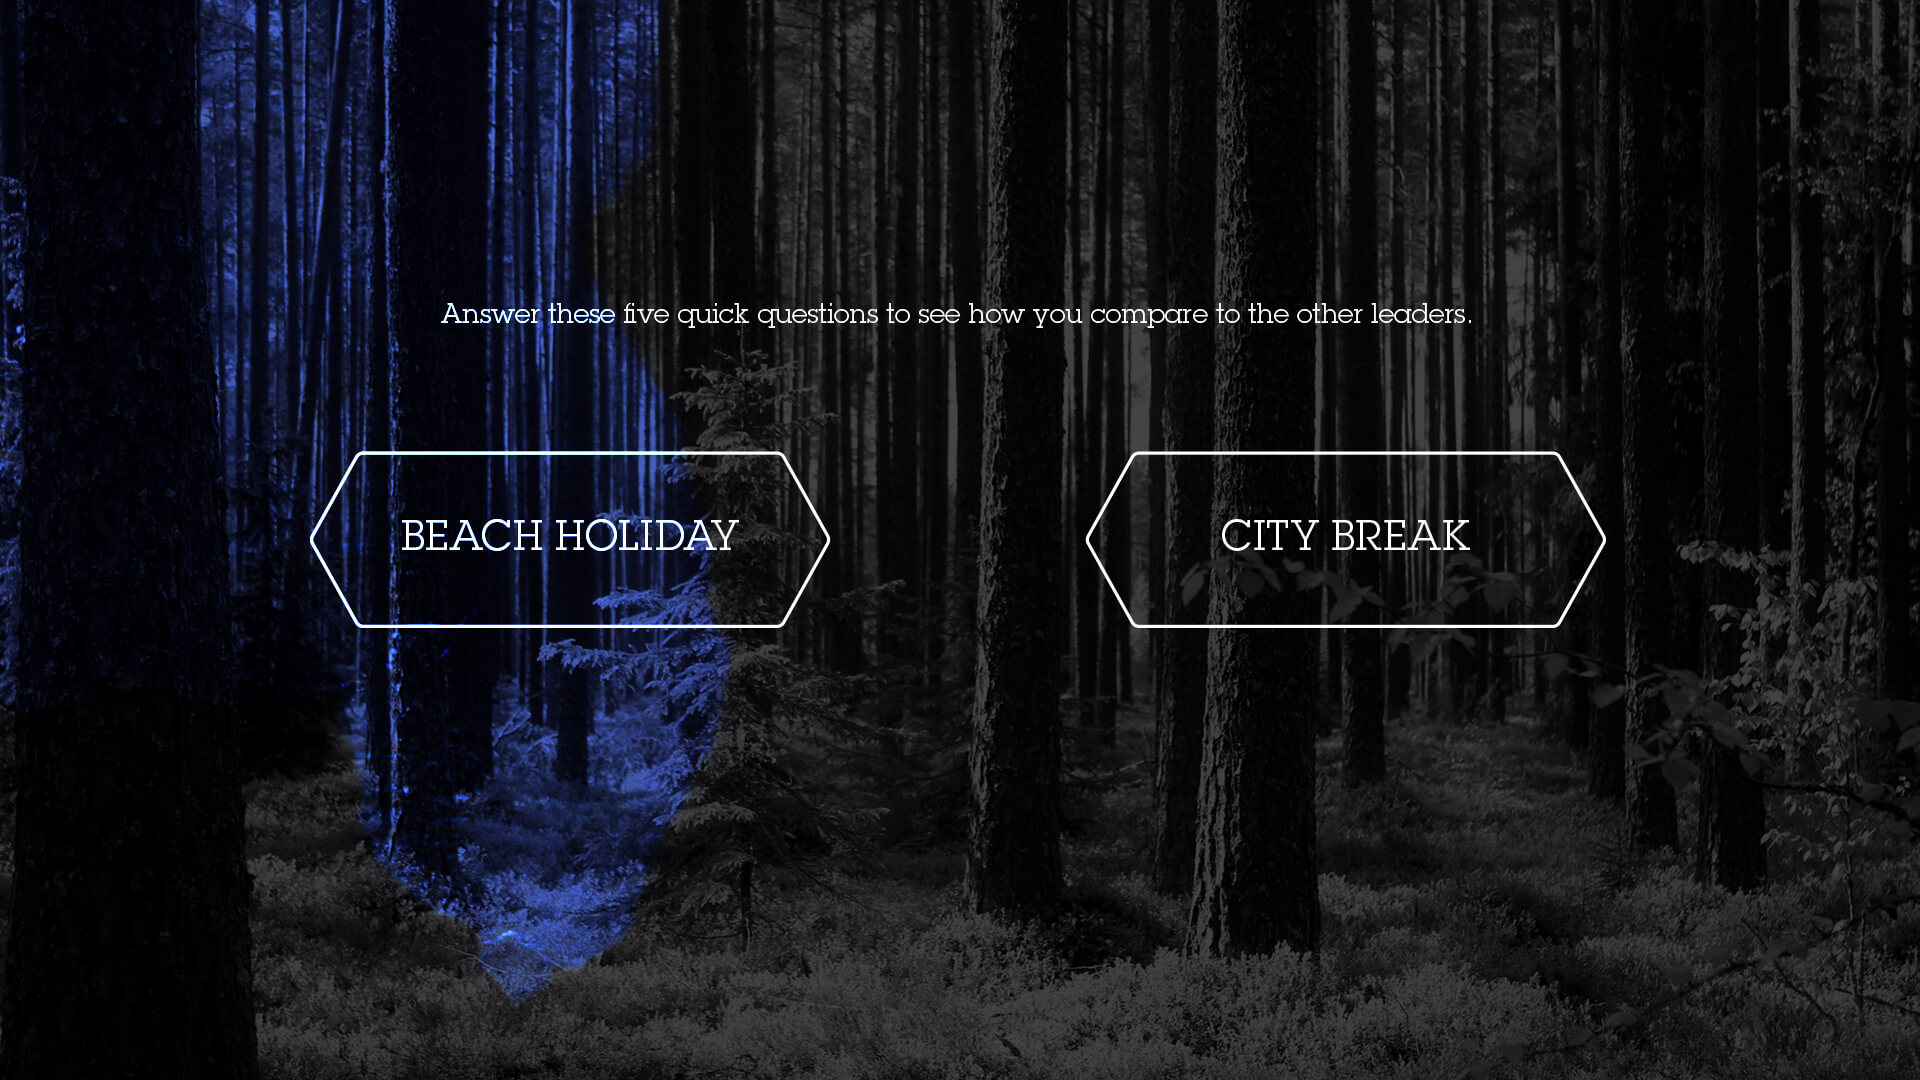 Answer these five quick questions to see how you compare to the other leaders.
BEACH HOLIDAY
CITY BREAK